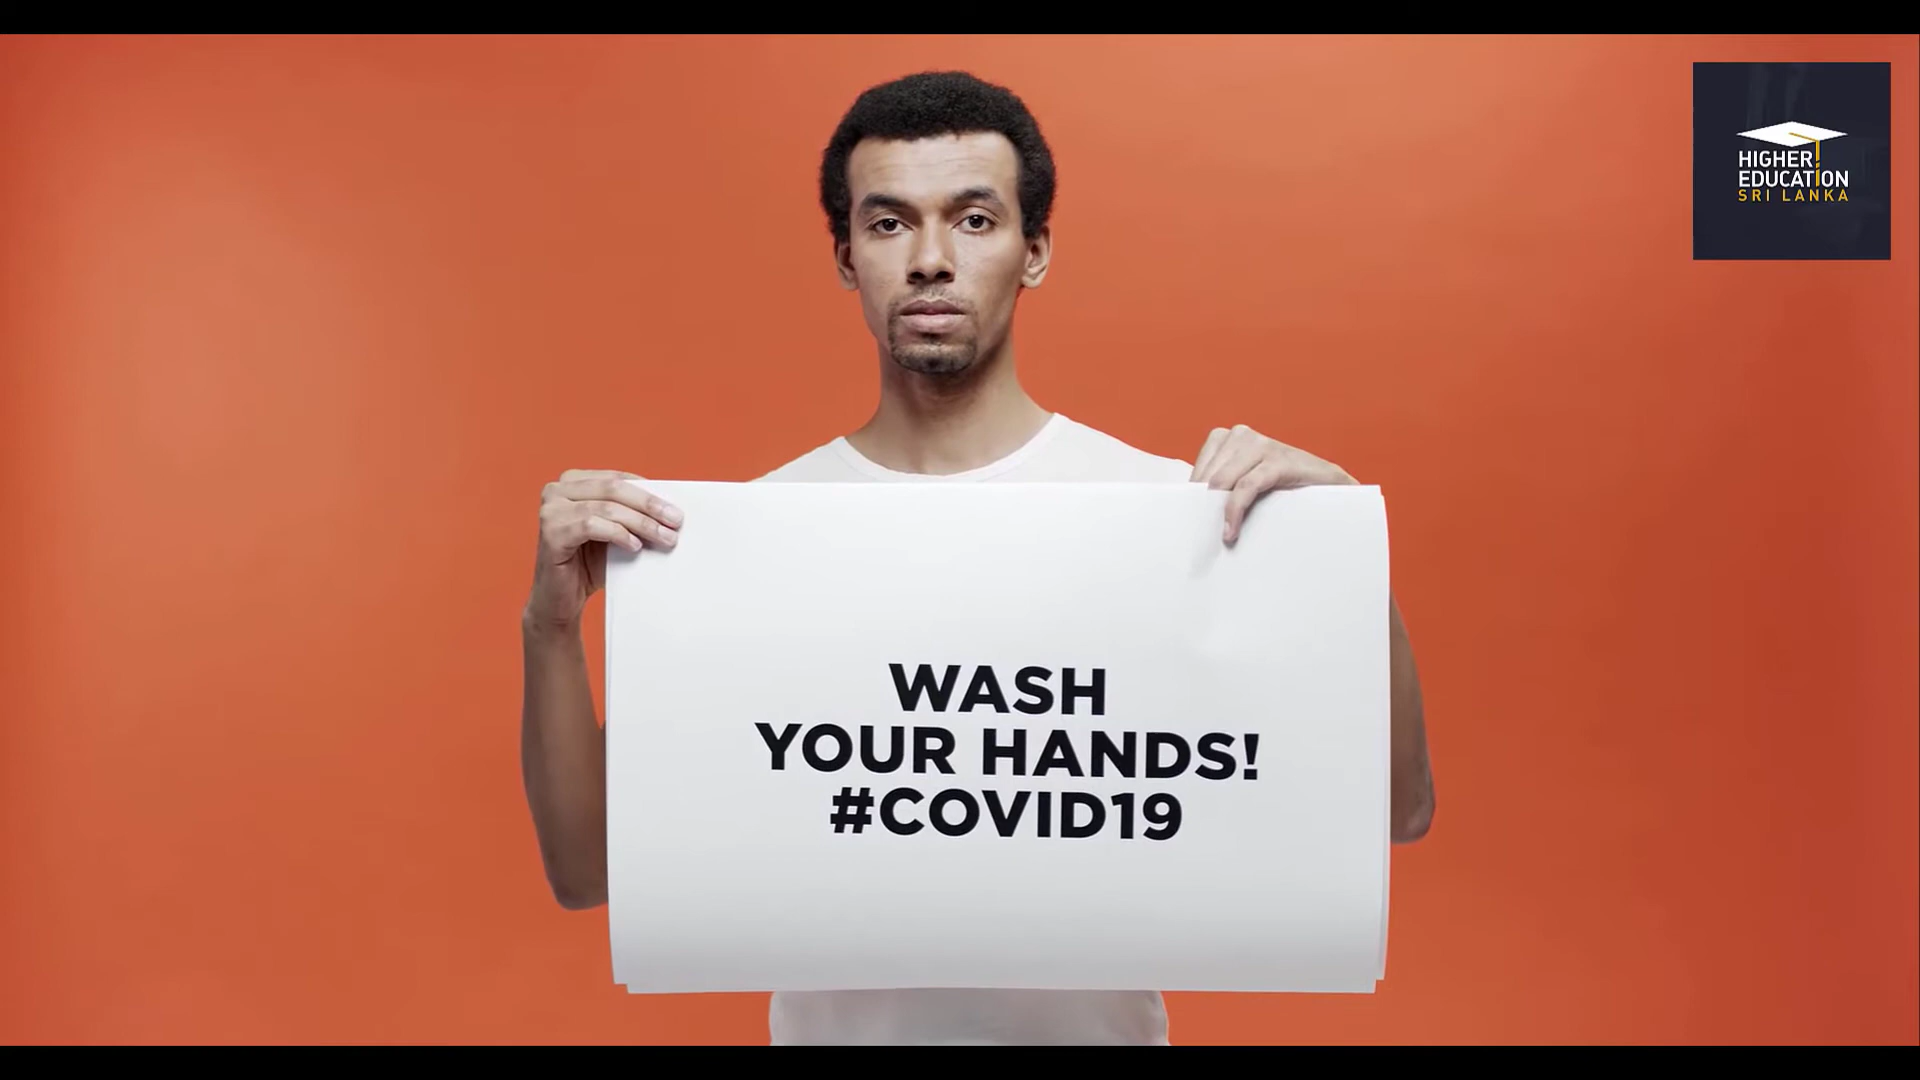 HIGHER
EDUCATION
SRI LANKA
WASH
YOUR HANDS!
#COVID19